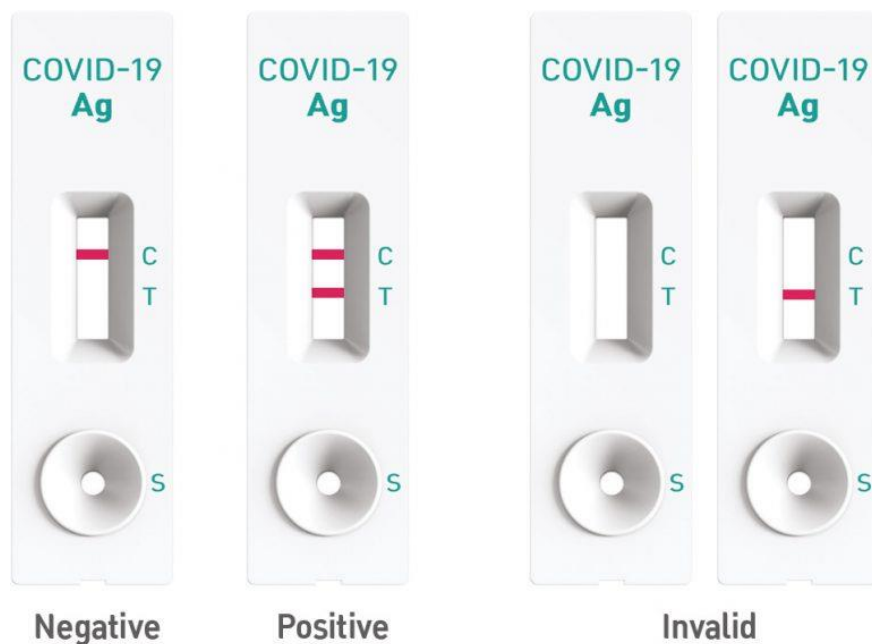 COVID-19
Ag
C
T
S
Negative
COVID-19
Ag
C
T
S
Positive
COVID-19
Ag
C
T
S
COVID-19
Ag
C
T
S
Invalid